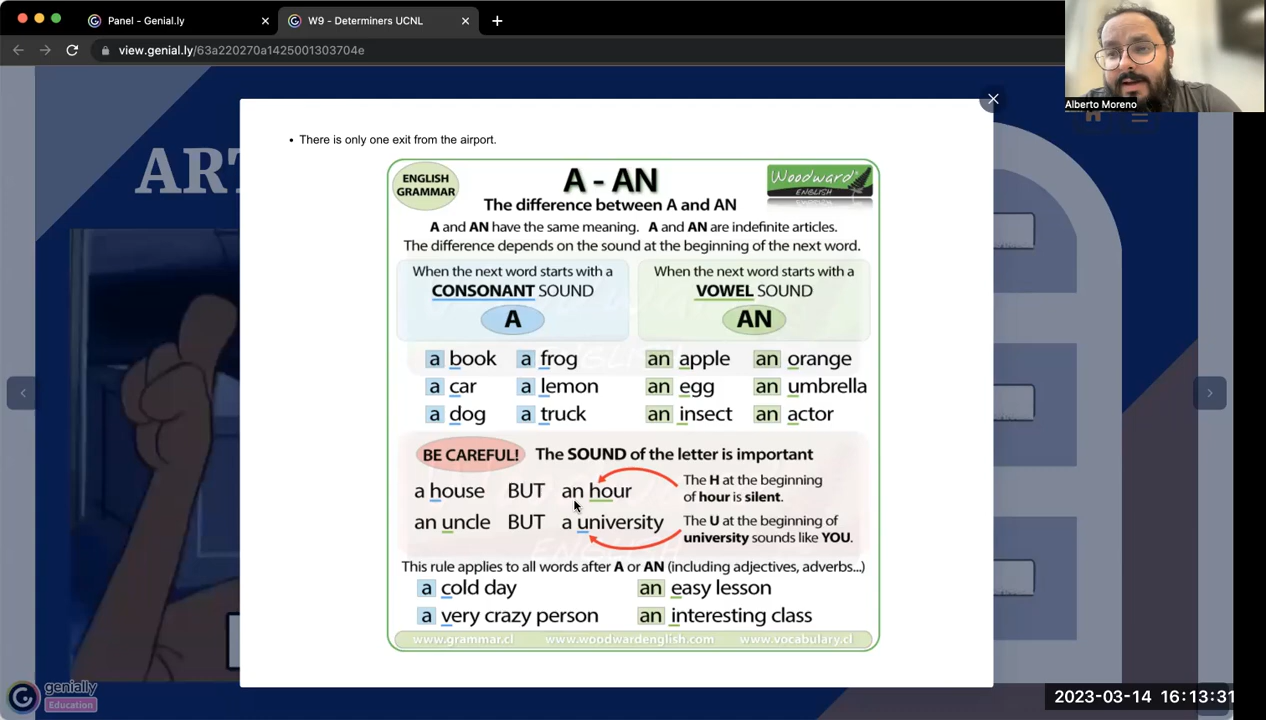 Panel - Genial.ly
W9 - Determiners UCNL
view.genial.ly/63a220270a1425001303704e
Alberto Moreno
ART
• There is only one exit from the airport.
ENGLISH
GRAMMAR
A - AN
Woodward
ENGLISH
The difference between A and AN
A and AN have the same meaning. A and AN are indefinite articles.
The difference depends on the sound at the beginning of the next word.
When the next word starts with a
CONSONANT SOUND
A
When the next word starts with a
VOWEL SOUND
AN
a book a frog an apple an orange
a car a lemon an egg an umbrella
a dog a truck an insect an actor
BE CAREFUL! The SOUND of the letter is important
a house BUT an hour
The H at the beginning
of hour is silent.
an uncle BUT a university
The U at the beginning of
university sounds like YOU.
This rule applies to all words after A or AN (including adjectives, adverbs...)
a cold day an easy lesson
a very crazy person an interesting class
www.grammar.cl www.woodwardenglish.com www.vocabulary.cl
genially
Education
2023-03-14 16:13:31